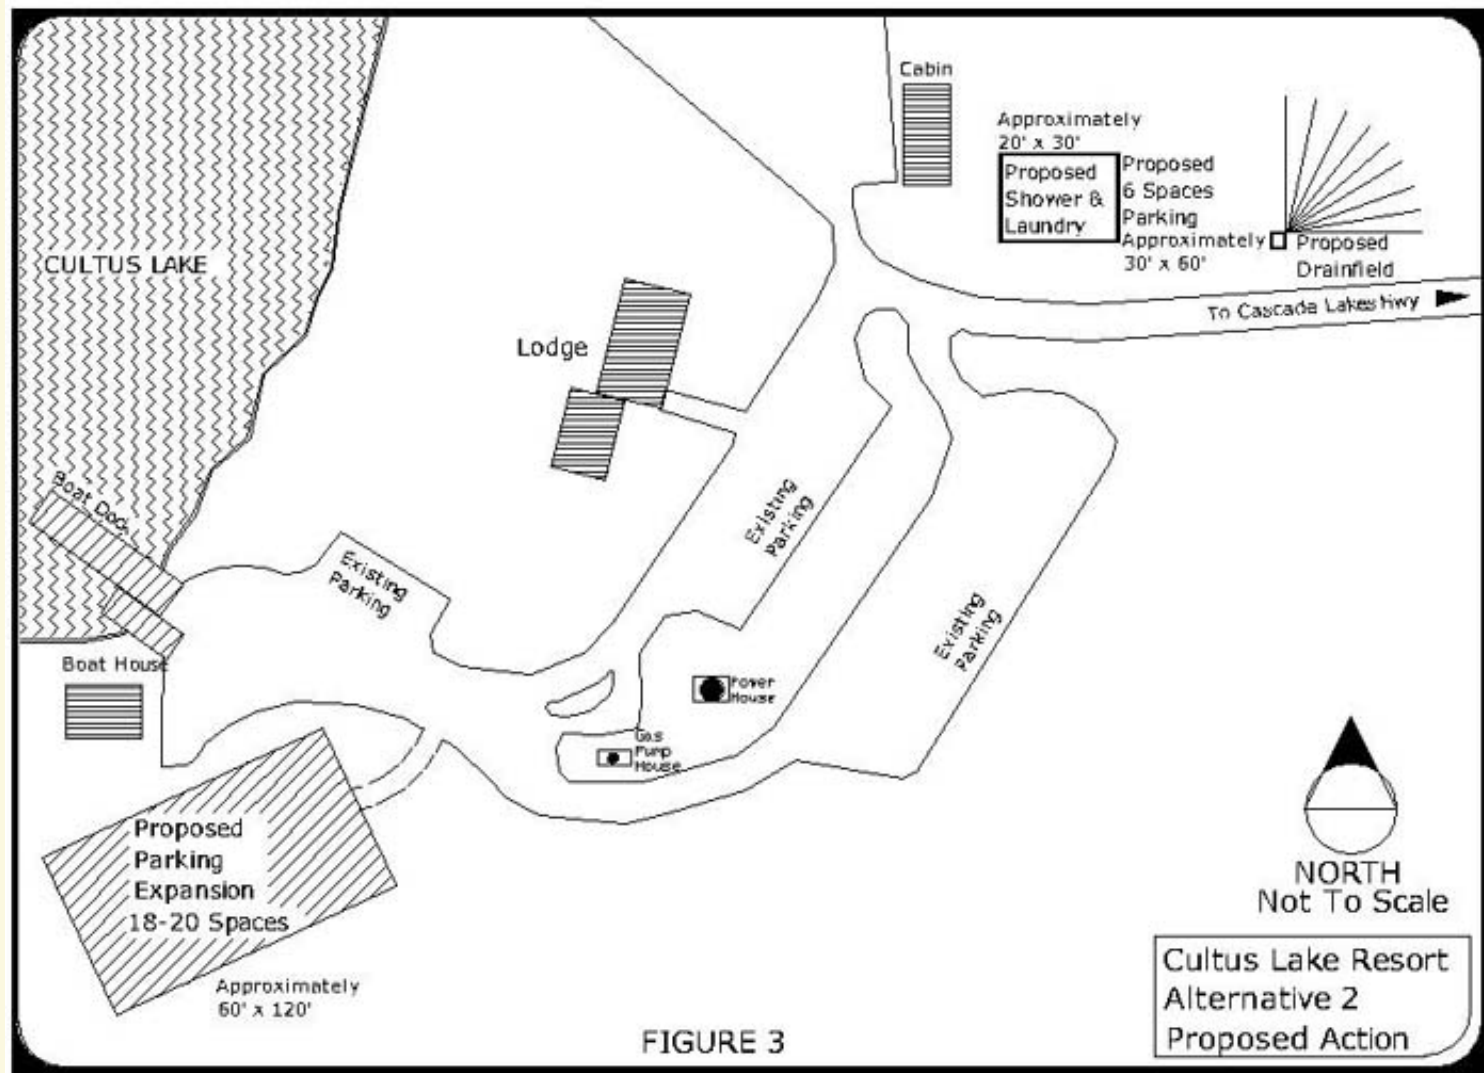 Cabin
Approximately
20' x 30'
Proposed
Shower &
Laundry
Proposed
6 Spaces
Parking
Approximately
30' x 60'
Proposed
Drainfield
CULTUS LAKE
To Cascada Lakes Hwy
Lodge
Boat Dock
Existing
Parking
Existing
Parking
Existing
Parking
Boat House
Power
House
Gas
Pump
House
Proposed
Parking
Expansion
18-20 Spaces
Approximately
60' x 120'
NORTH
Not To Scale
Cultus Lake Resort
Alternative 2
Proposed Action
FIGURE 3